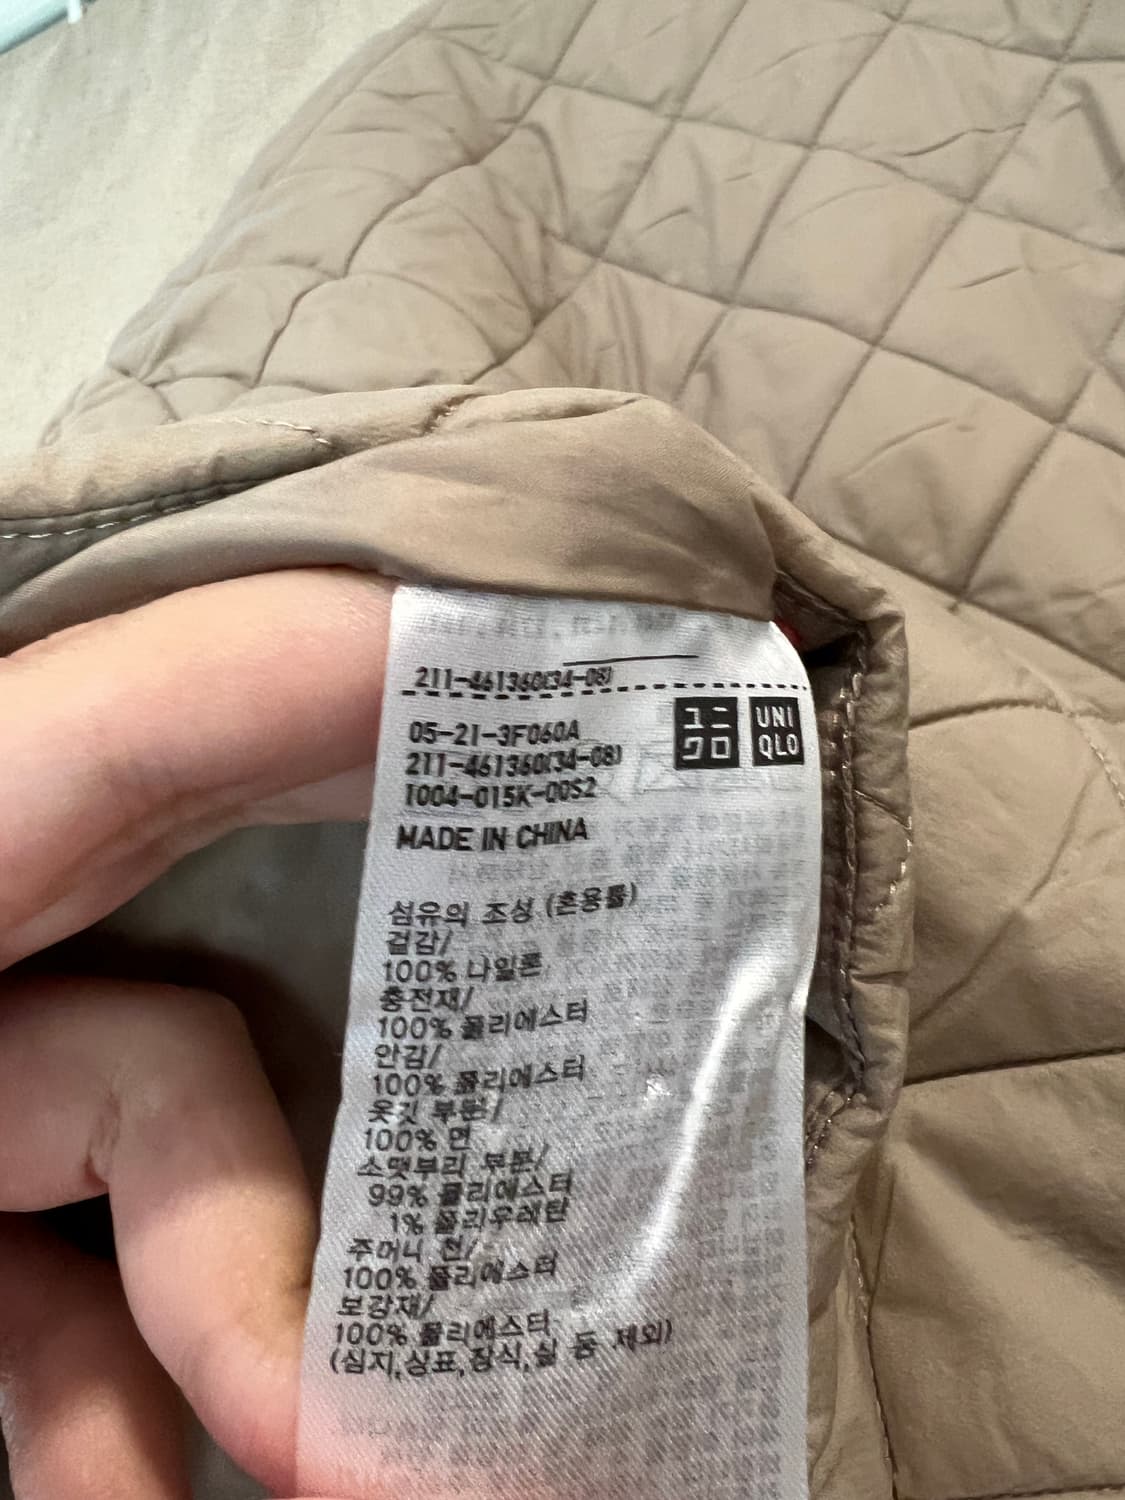 211-461360(34-08)
05-21-3F060A
211-461360(34-08)
1004-015K-00S2
MADE IN CHINA
ユニ
クロ
UNI
QLO
섬유의 조성 (혼용률)
겉감/
100% 나일론
충전재/
100% 폴리에스터
안감/
100% 폴리에스터
옷깃 부분/
100% 면
소맷부리 부분/
99% 폴리에스터
1% 폴리우레탄
주머니 천/
100% 폴리에스터
보강재/
100% 폴리에스터
(심지,상표,장식,실 등 제외)